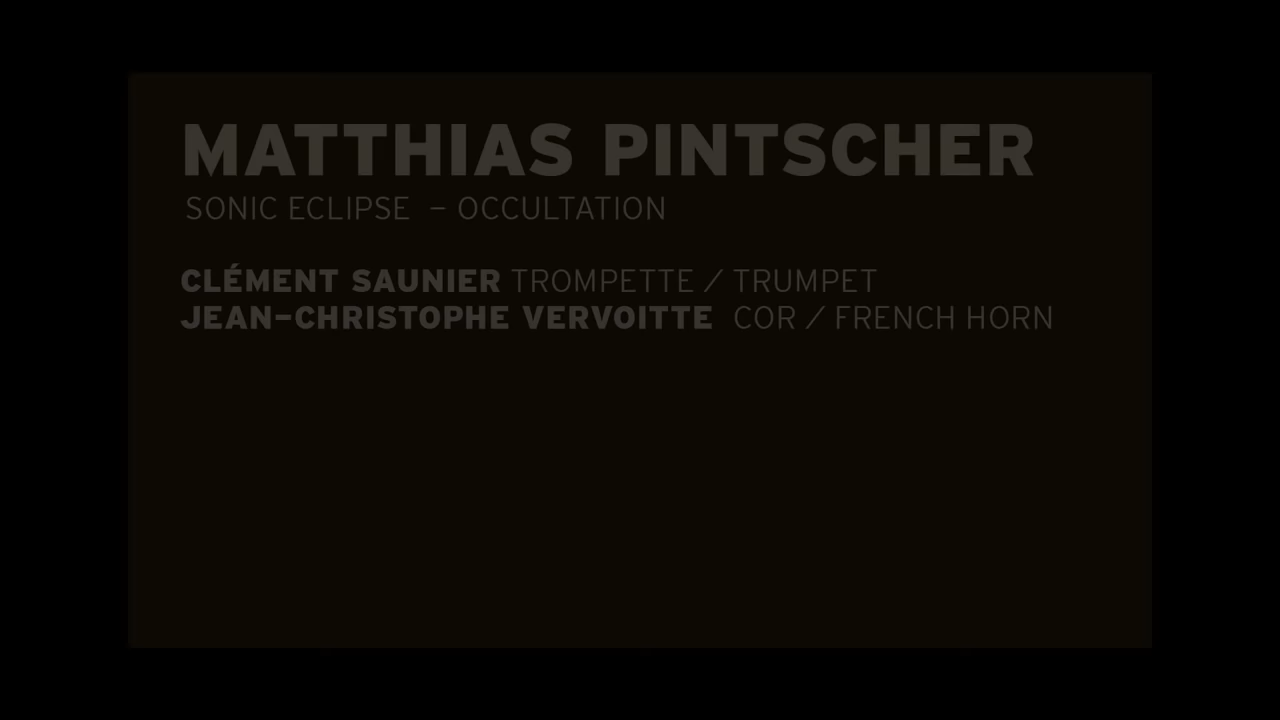 MATTHIAS PINTSCHER
SONIC ECLIPSE – OCCULTATION
CLÉMENT SAUNIER TROMPETTE / TRUMPET
JEAN-CHRISTOPHE VERVOITTE COR / FRENCH HORN